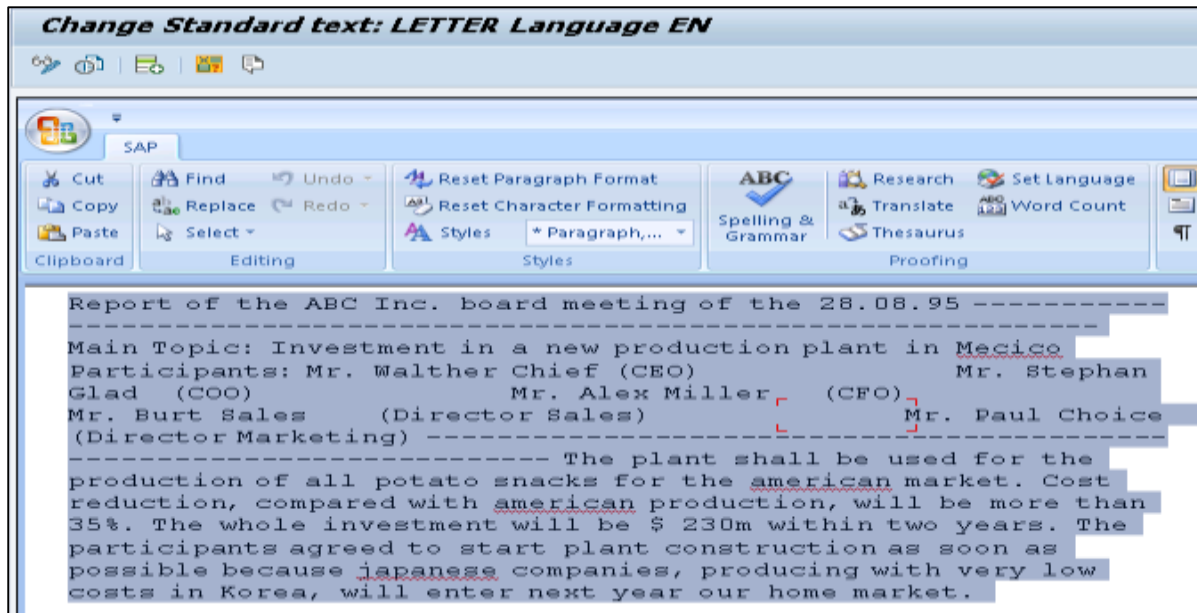 Change Standard text: LETTER Language EN
SAP
Cut Find Undo Reset Paragraph Format ABC Research Set Language
Copy Replace Redo Reset Character Formatting Spelling & Grammar Translate ABC 123 Word Count
Paste Select Styles * Paragraph,... Thesaurus
Clipboard Editing Styles Proofing
Report of the ABC Inc. board meeting of the 28.08.95 -----------
-----------------------------------------------------------------
Main Topic: Investment in a new production plant in Mecico
Participants: Mr. Walther Chief (CEO) Mr. Stephan
Glad (COO) Mr. Alex Miller (CFO)
Mr. Burt Sales (Director Sales) Mr. Paul Choice
(Director Marketing) ----------------------------------------------
------------------------------ The plant shall be used for the
production of all potato snacks for the american market. Cost
reduction, compared with american production, will be more than
35%. The whole investment will be $ 230m within two years. The
participants agreed to start plant construction as soon as
possible because japanese companies, producing with very low
costs in Korea, will enter next year our home market.